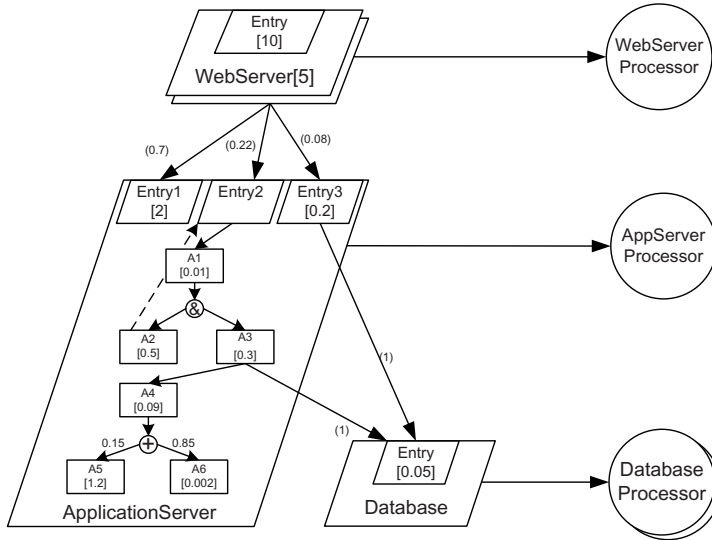 Entry
[10]
WebServer[5]
WebServer
Processor
(0.7)
(0.22)
(0.08)
Entry1
[2]
Entry2
Entry3
[0.2]
AppServer
Processor
A1
[0.01]
&
A2
[0.5]
A3
[0.3]
(1)
A4
[0.09]
0.15
+
0.85
A5
[1.2]
A6
[0.002]
(1)
Entry
[0.05]
Database
Database
Processor
ApplicationServer